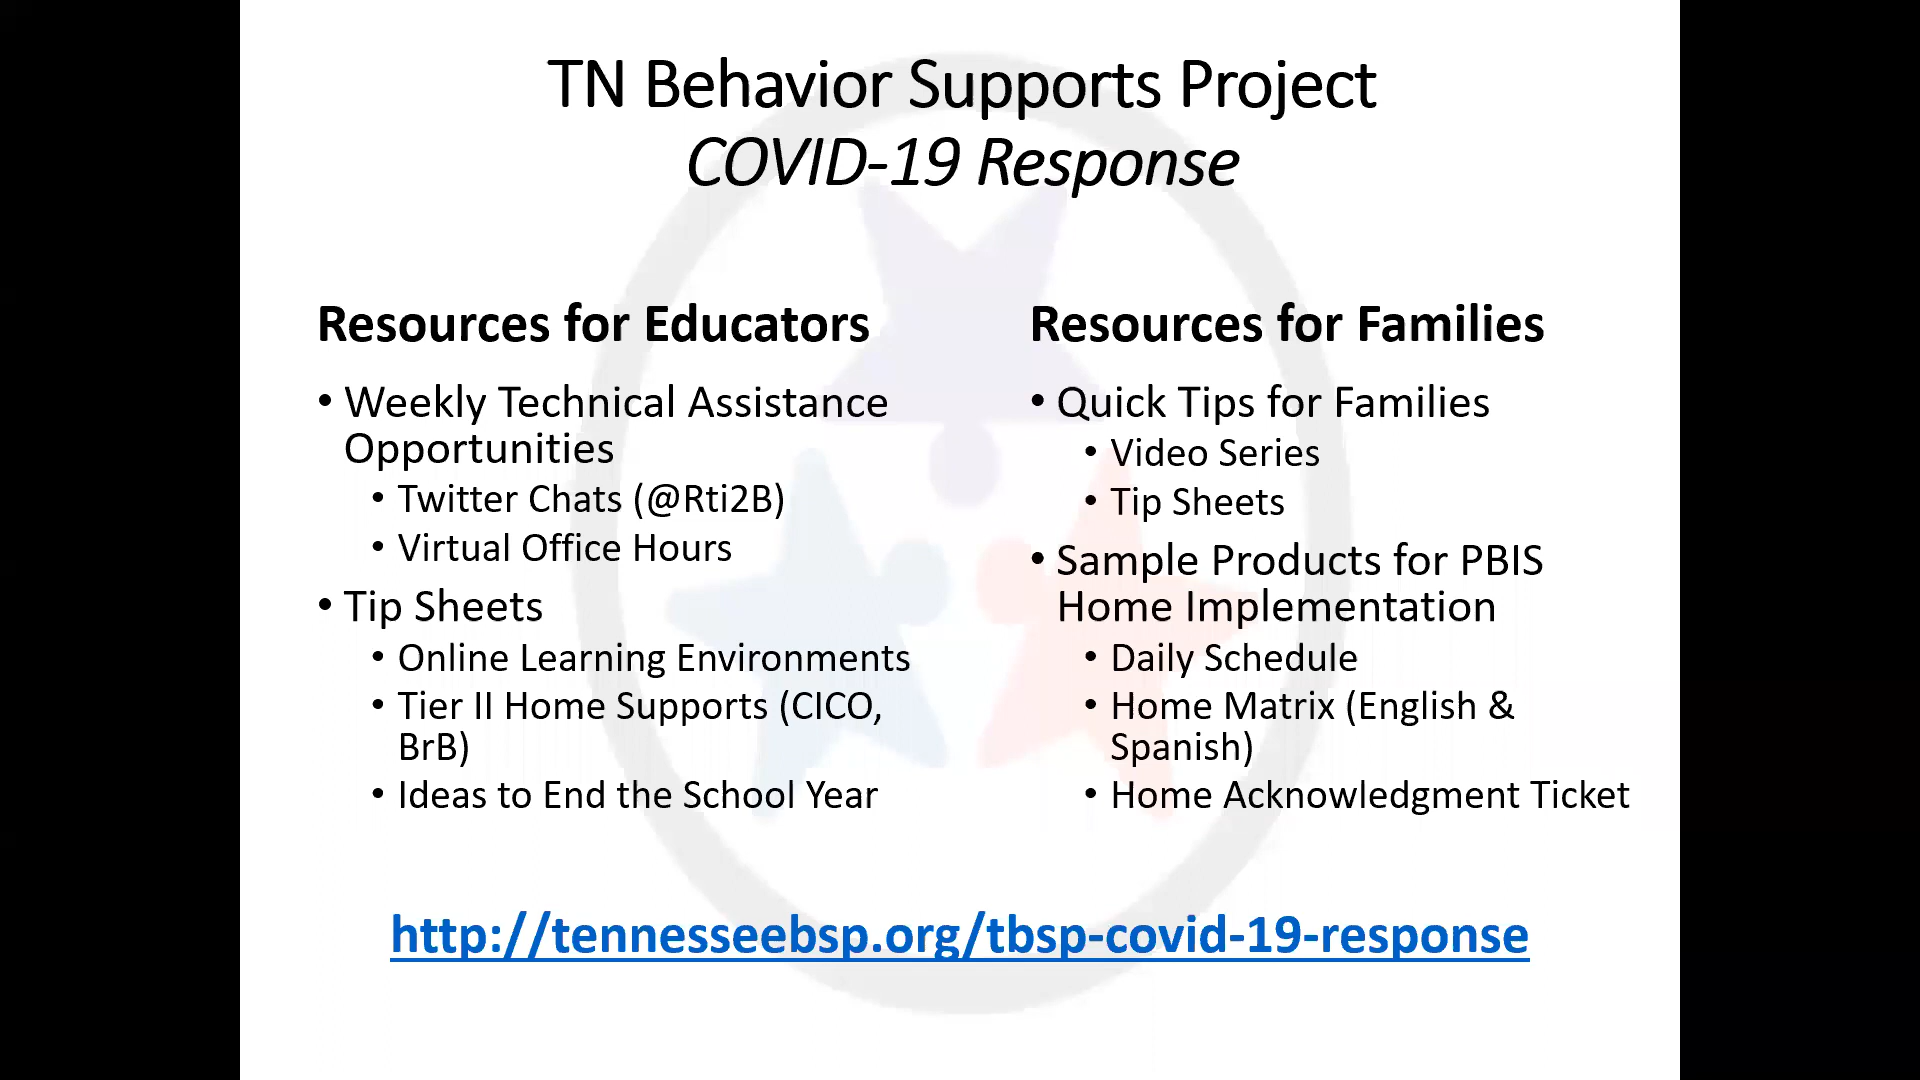 TN Behavior Supports Project
COVID-19 Response
Resources for Educators
• Weekly Technical Assistance
Opportunities
• Twitter Chats (@Rti2B)
• Virtual Office Hours
• Tip Sheets
• Online Learning Environments
• Tier II Home Supports (CICO,
BrB)
• Ideas to End the School Year
Resources for Families
• Quick Tips for Families
• Video Series
• Tip Sheets
• Sample Products for PBIS
Home Implementation
• Daily Schedule
• Home Matrix (English &
Spanish)
• Home Acknowledgment Ticket
http://tennesseebsp.org/tbsp-covid-19-response